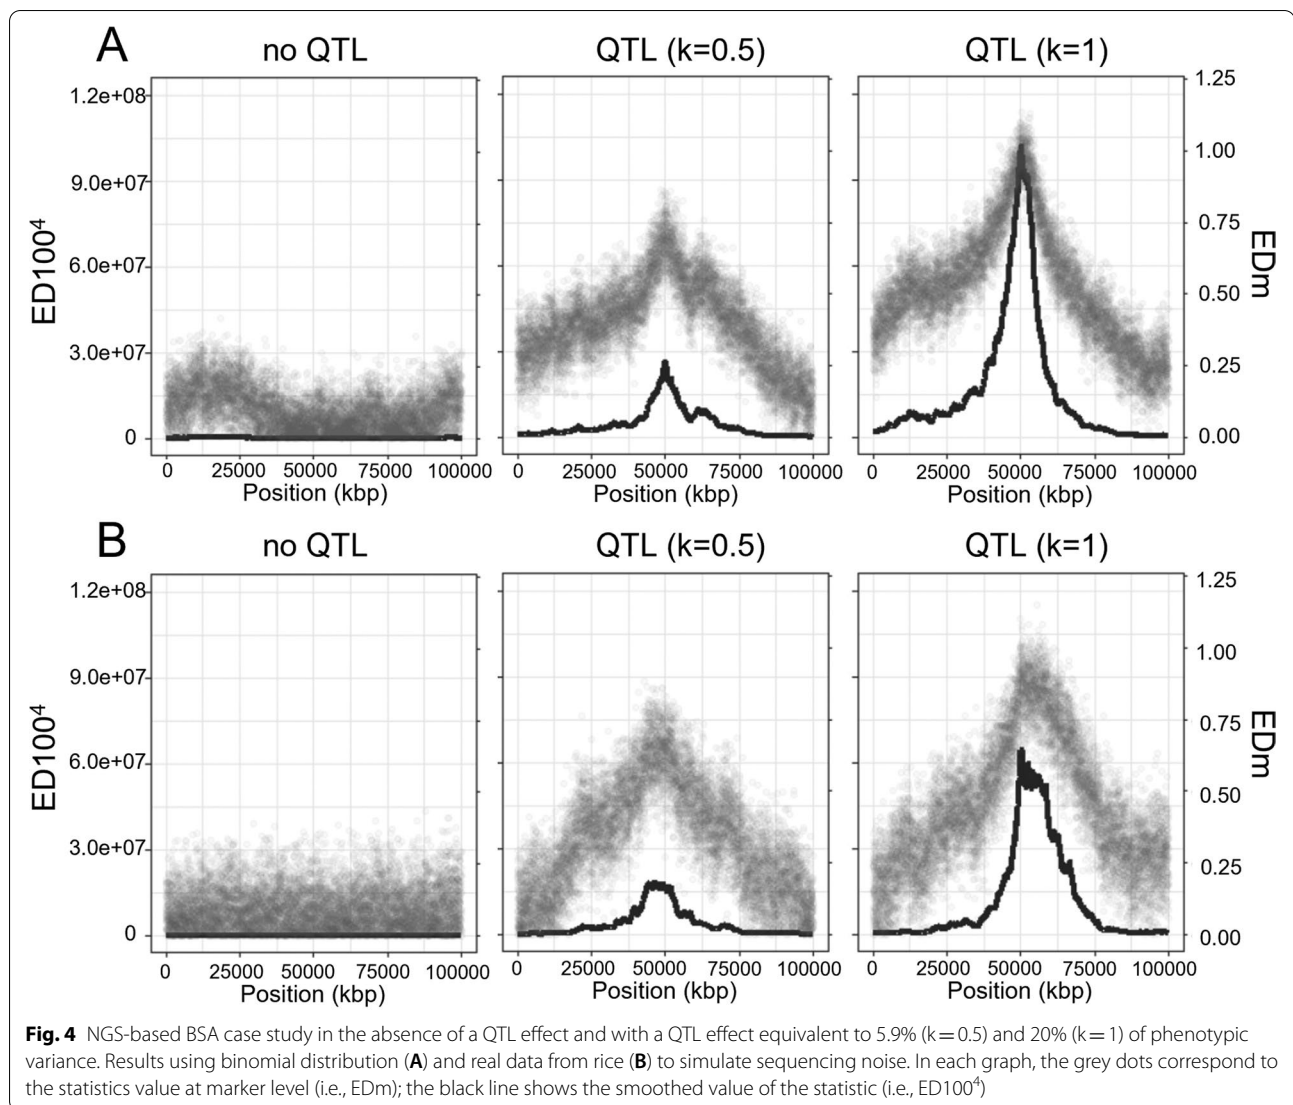 A
no QTL
QTL (k=0.5)
QTL (k=1)
1.2e+08
9.0e+07
6.0e+07
3.0e+07
0
ED100⁴
1.25
1.00
0.75
0.50
0.25
0.00
EDm
0 25000 50000 75000 100000
0 25000 50000 75000 100000
0 25000 50000 75000 100000
Position (kbp)
Position (kbp)
Position (kbp)
B
no QTL
QTL (k=0.5)
QTL (k=1)
1.2e+08
9.0e+07
6.0e+07
3.0e+07
0
ED100⁴
1.25
1.00
0.75
0.50
0.25
0.00
EDm
0 25000 50000 75000 100000
0 25000 50000 75000 100000
0 25000 50000 75000 100000
Position (kbp)
Position (kbp)
Position (kbp)
Fig. 4 NGS-based BSA case study in the absence of a QTL effect and with a QTL effect equivalent to 5.9% (k = 0.5) and 20% (k = 1) of phenotypic
variance. Results using binomial distribution (A) and real data from rice (B) to simulate sequencing noise. In each graph, the grey dots correspond to
the statistics value at marker level (i.e., EDm); the black line shows the smoothed value of the statistic (i.e., ED100⁴)